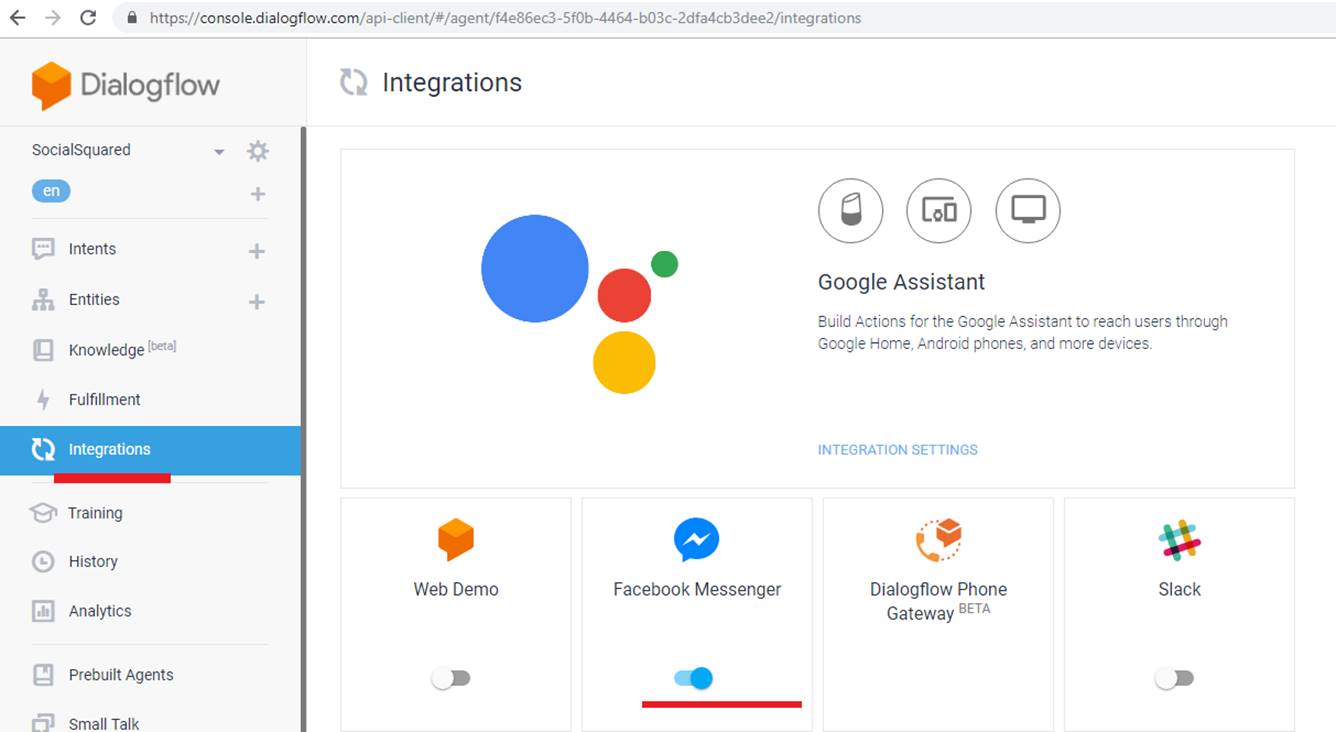 https://console.dialogflow.com/api-client/#/agent/f4e86ec3-5f0b-4464-b03c-2dfa4cb3dee2/integrations
Dialogflow
SocialSquared
en
Intents
Entities
Knowledge [beta]
Fulfillment
Integrations
Training
History
Analytics
Prebuilt Agents
Small Talk
Integrations
Google Assistant
Build Actions for the Google Assistant to reach users through
Google Home, Android phones, and more devices.
INTEGRATION SETTINGS
Web Demo
Facebook Messenger
Dialogflow Phone
Gateway BETA
Slack